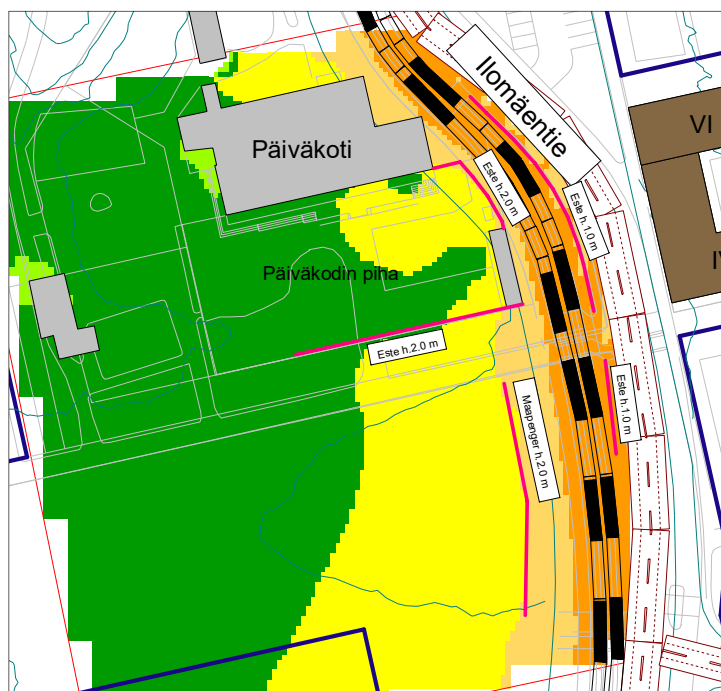 Ilomäentie
VI
Päiväkoti
Este h.2.0 m
Este h.1.0 m
Päiväkodin piha
Este h.2.0 m
Maapenger h.2.0 m
Este h.1.0 m